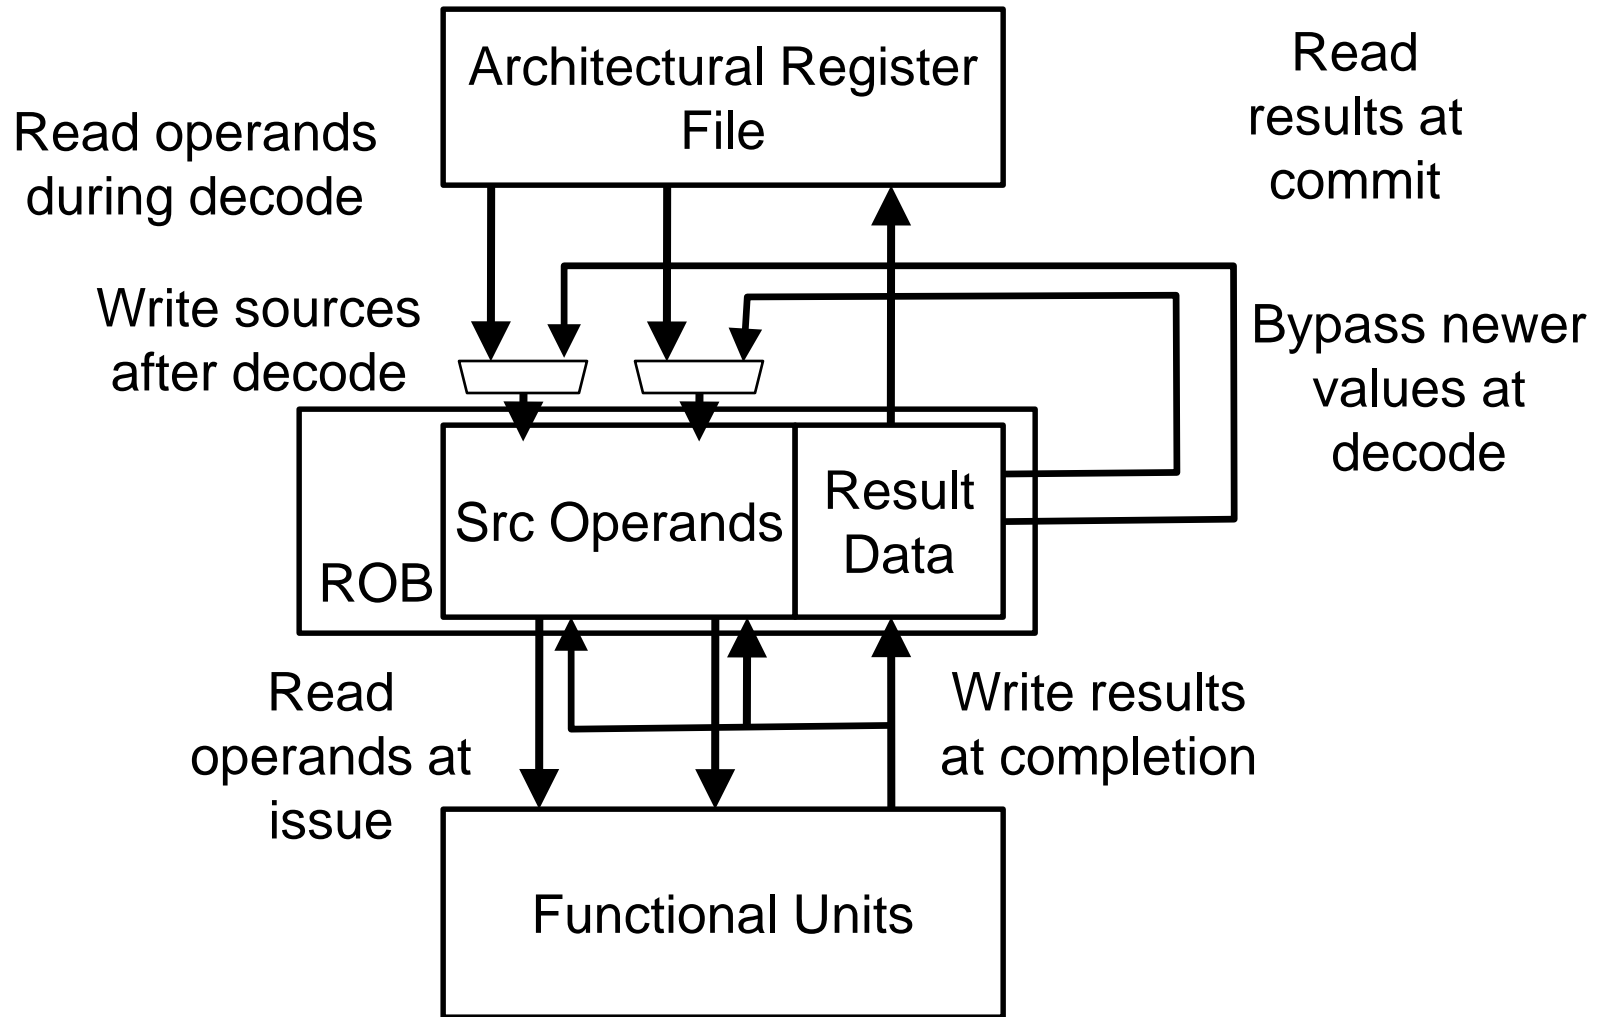 Architectural Register
File
Read
results at
commit
Read operands
during decode
Write sources
after decode
Bypass newer
values at
decode
ROB
Src Operands
Result
Data
Read
operands at
issue
Write results
at completion
Functional Units